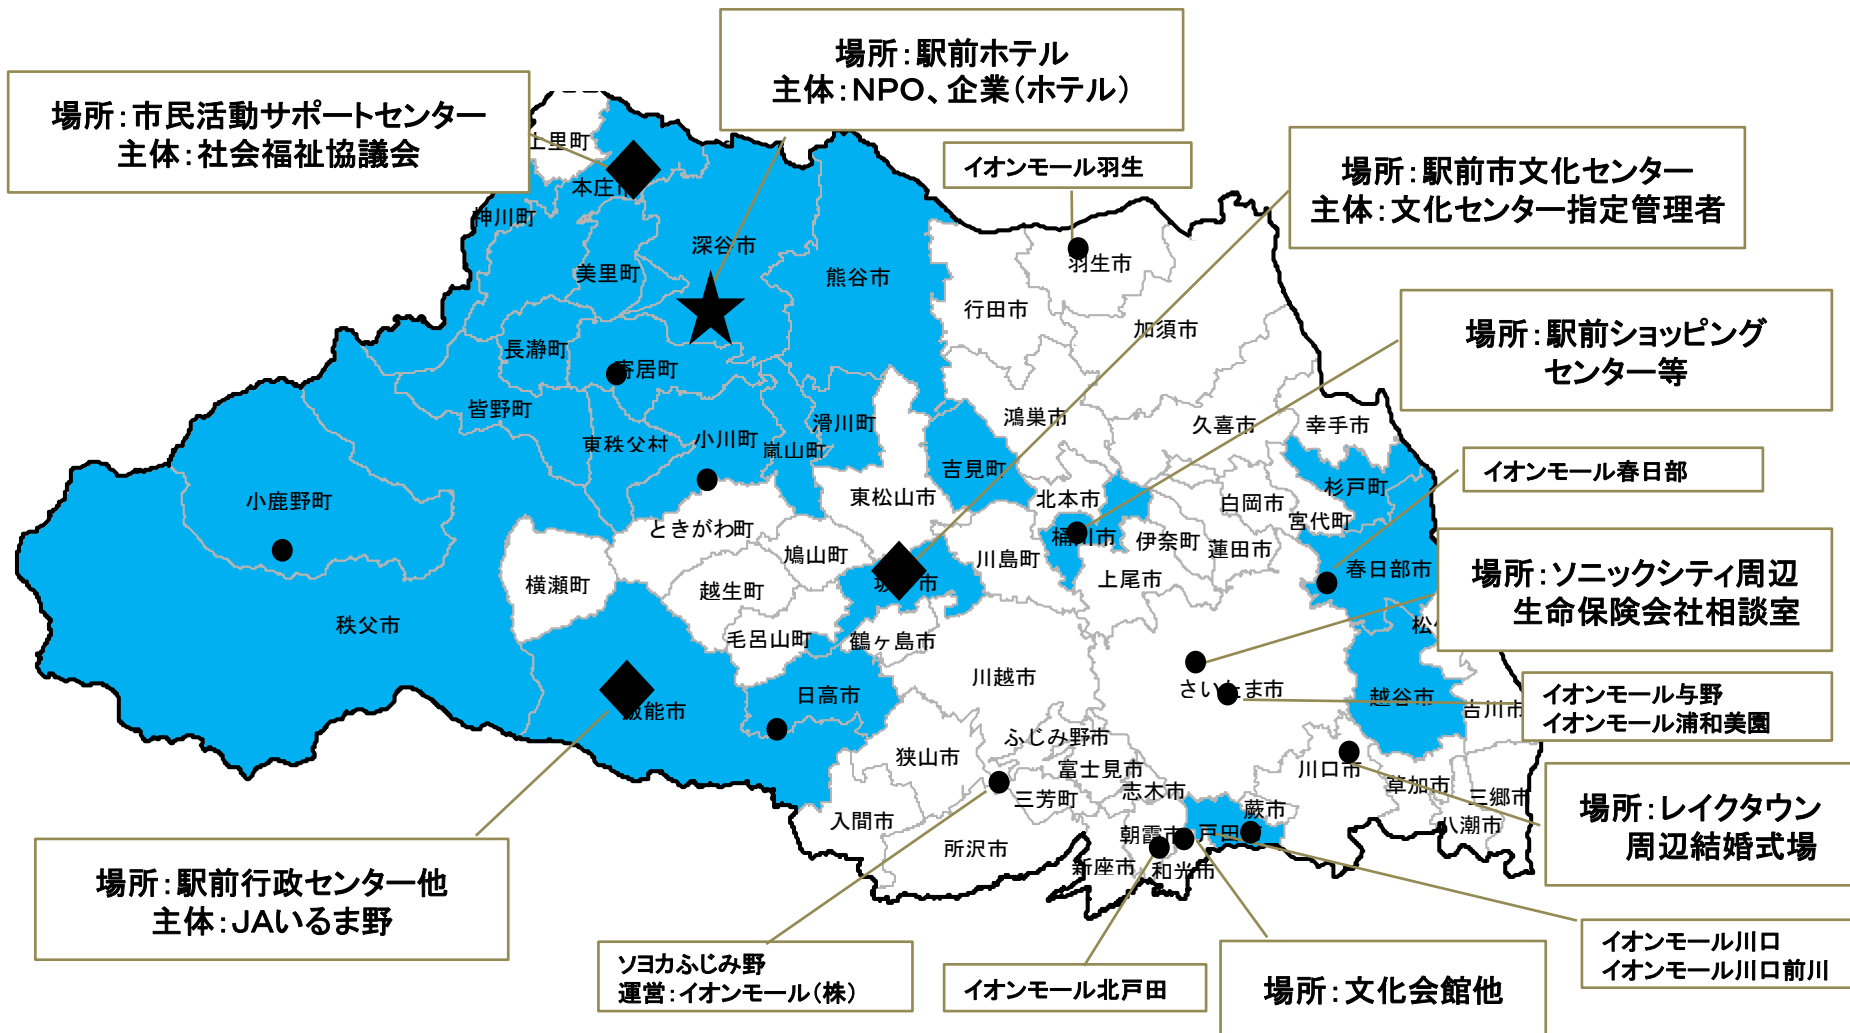 場所：駅前ホテル
主体：NPO、企業（ホテル）
場所：市民活動サポートセンター
主体：社会福祉協議会
イオンモール羽生
場所：駅前市文化センター
主体：文化センター指定管理者
場所：駅前ショッピング
センター等
イオンモール春日部
場所：ソニックシティ周辺
生命保険会社相談室
イオンモール与野
イオンモール浦和美園
場所：レイクタウン
周辺結婚式場
イオンモール川口
イオンモール川口前川
場所：文化会館他
イオンモール北戸田
ソヨカふじみ野
運営：イオンモール（株）
場所：駅前行政センター他
主体：JAいるま野
上里町
本庄市
神川町
深谷市
美里町
熊谷市
羽生市
行田市
加須市
長瀞町
寄居町
皆野町
東秩父村
小川町
嵐山町
滑川町
吉見町
鴻巣市
久喜市
幸手市
小鹿野町
東松山市
北本市
白岡市
杉戸町
宮代町
ときがわ町
鳩山町
川島町
桶川市
伊奈町
蓮田市
春日部市
横瀬町
越生町
坂 市
上尾市
秩父市
毛呂山町
鶴ヶ島市
松
川越市
さいたま市
越谷市
吉川市
飯能市
日高市
狭山市
ふじみ野市
富士見市
三芳町
志木市
川口市
草加市
三郷市
八潮市
入間市
所沢市
朝霞市
戸田
蕨市
新座市
和光市